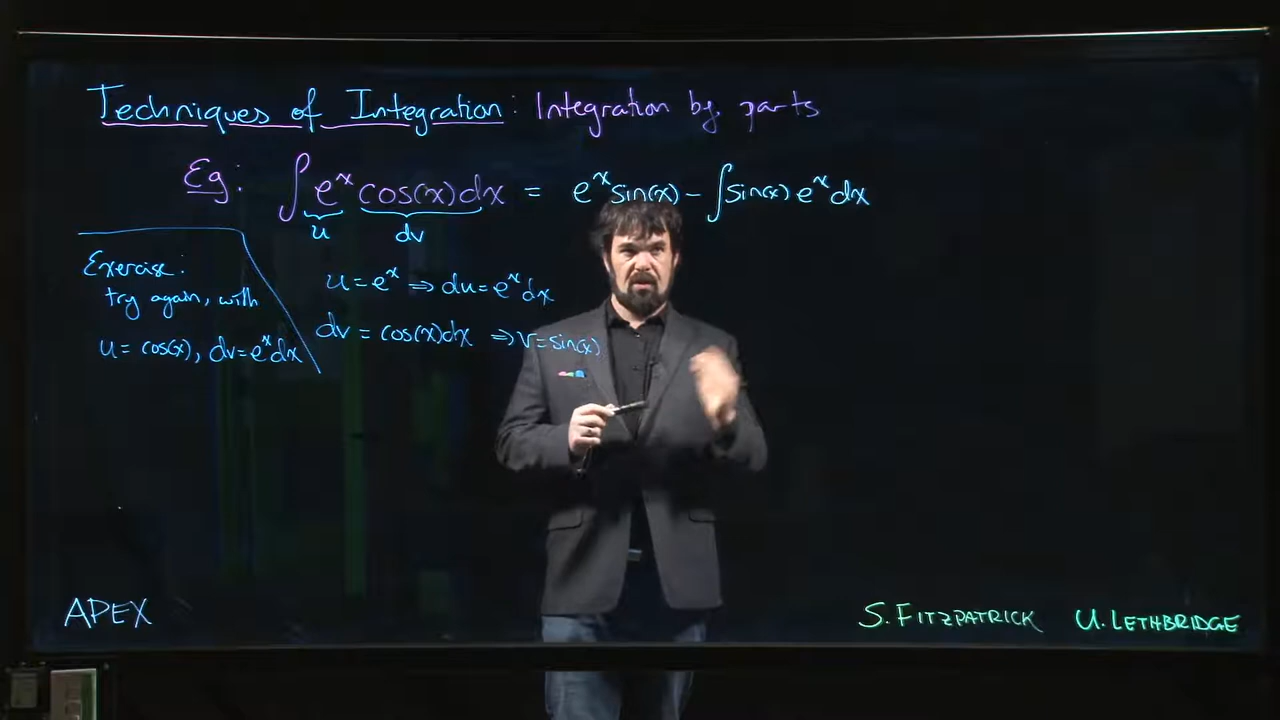 Techniques of Integration: Integration by parts
Eg: ∫ e^x cos(x)dx = e^x sin(x) - ∫ sin(x) e^x dx
u dv
Exercise:
try again, with
u = cos(x), dv = e^x dx
u = e^x ⇒ du = e^x dx
dv = cos(x)dx ⇒ v = sin(x)
APEX
S. FITZPATRICK U. LETHBRIDGE